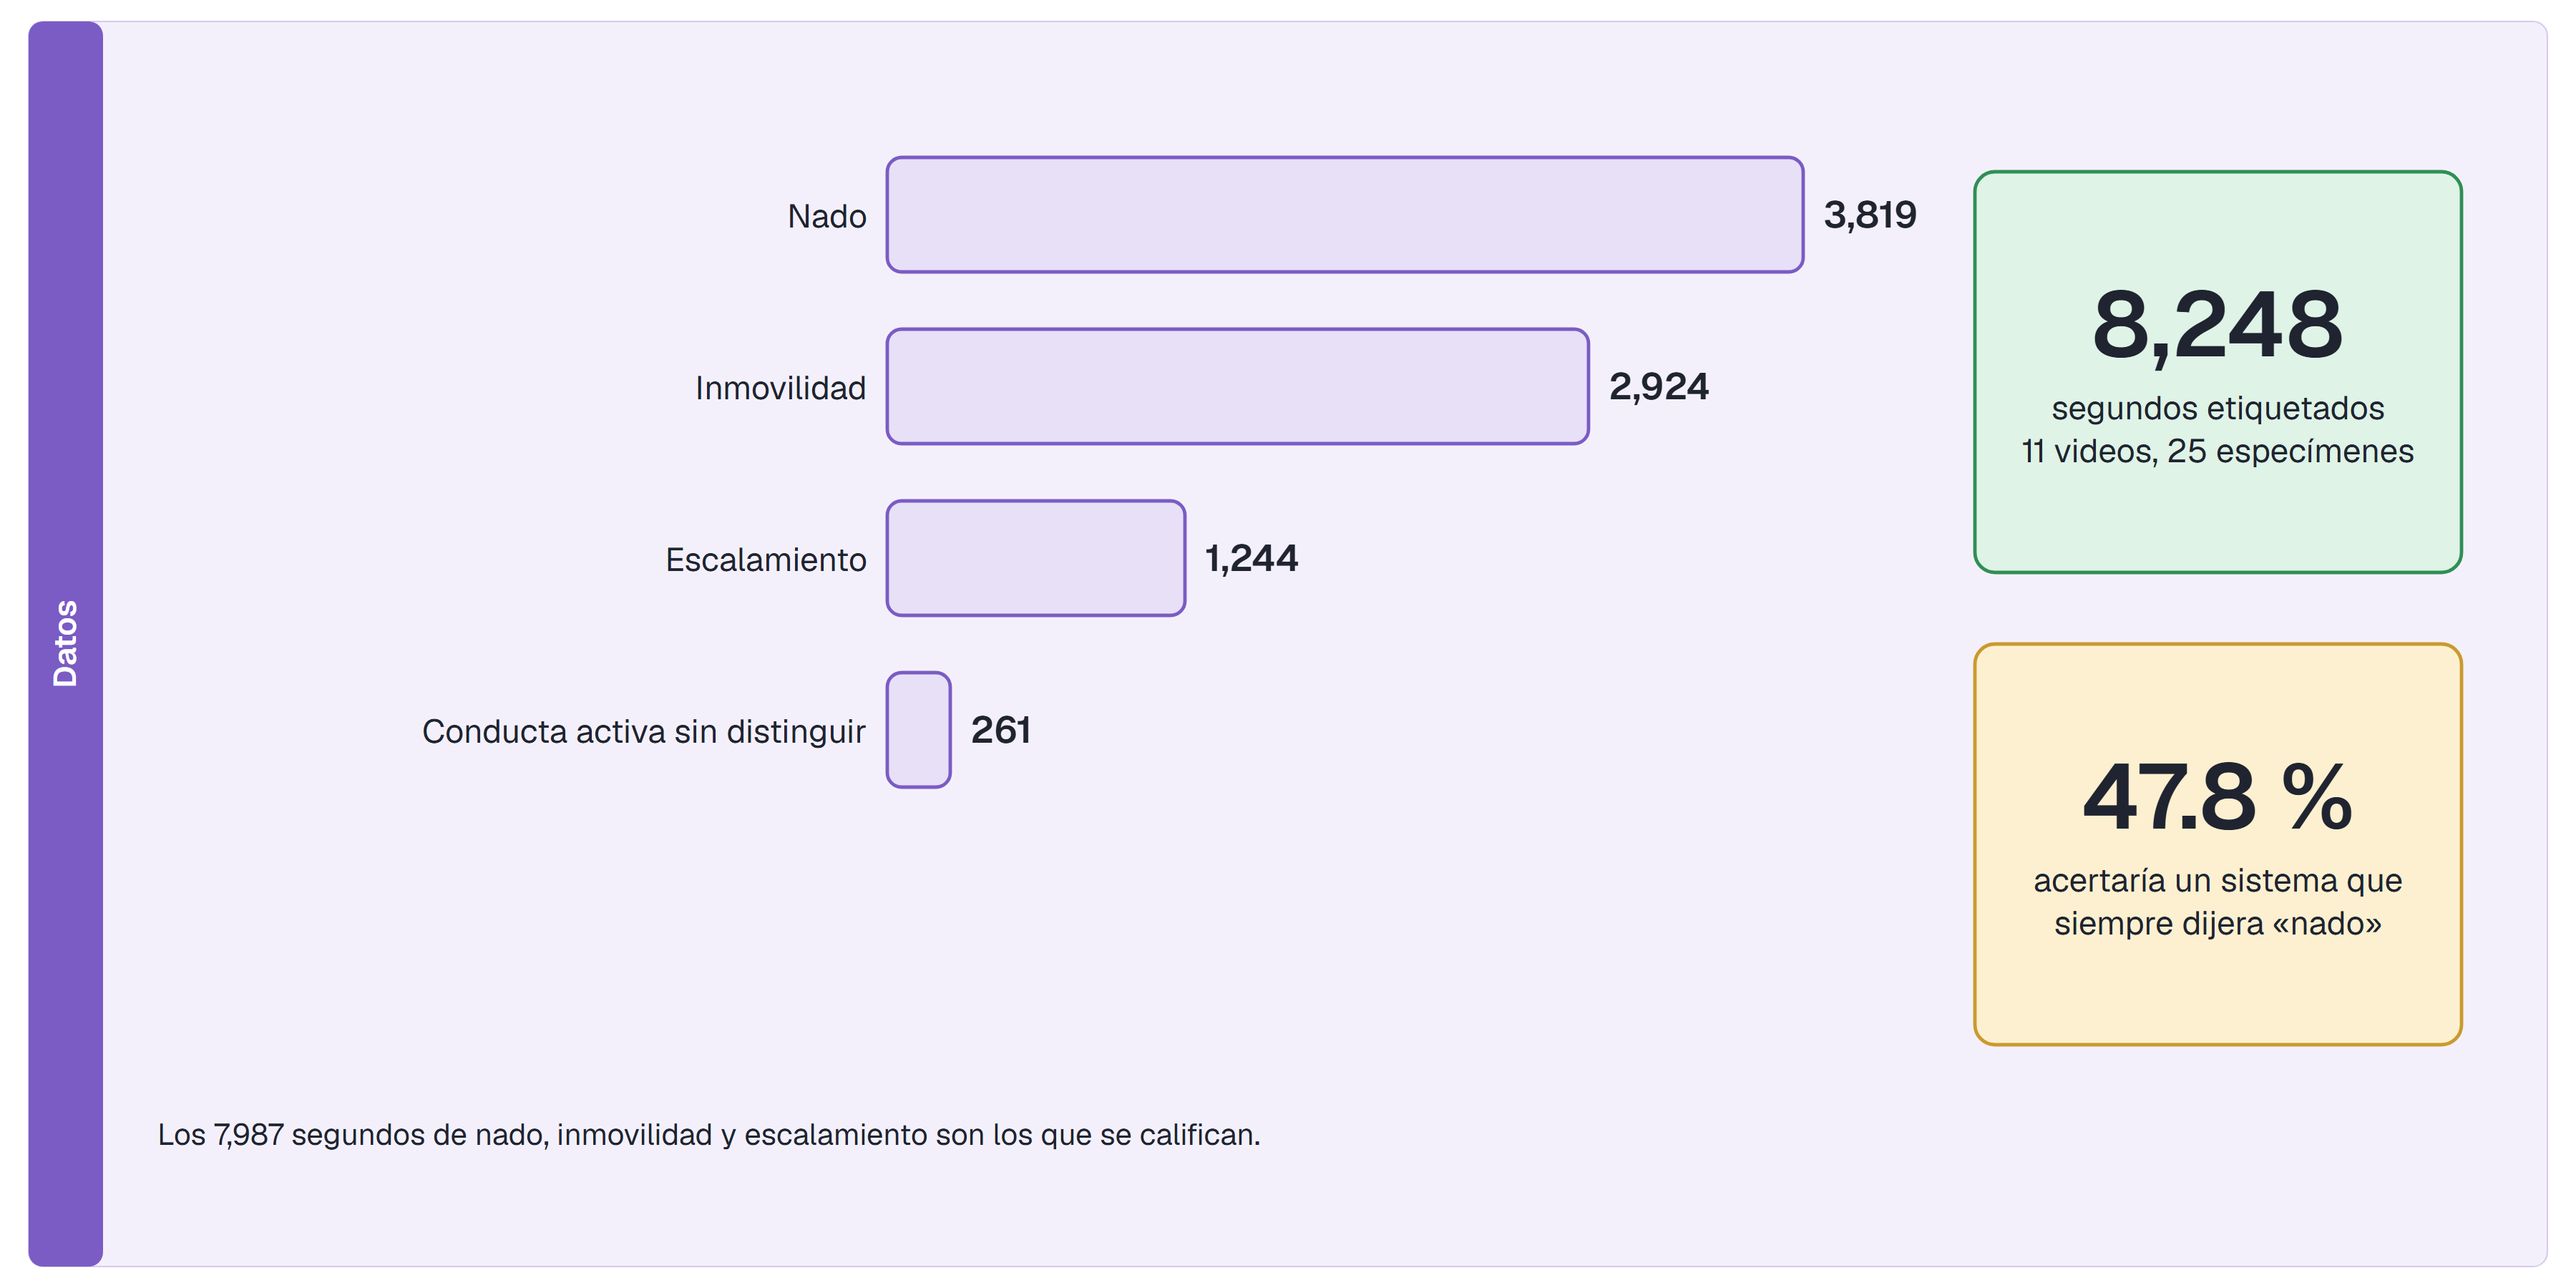 Datos
Nado
3,819
Inmovilidad
2,924
Escalamiento
1,244
Conducta activa sin distinguir
261
8,248
segundos etiquetados
11 videos, 25 especímenes
47.8 %
acertaría un sistema que
siempre dijera «nado»
Los 7,987 segundos de nado, inmovilidad y escalamiento son los que se califican.